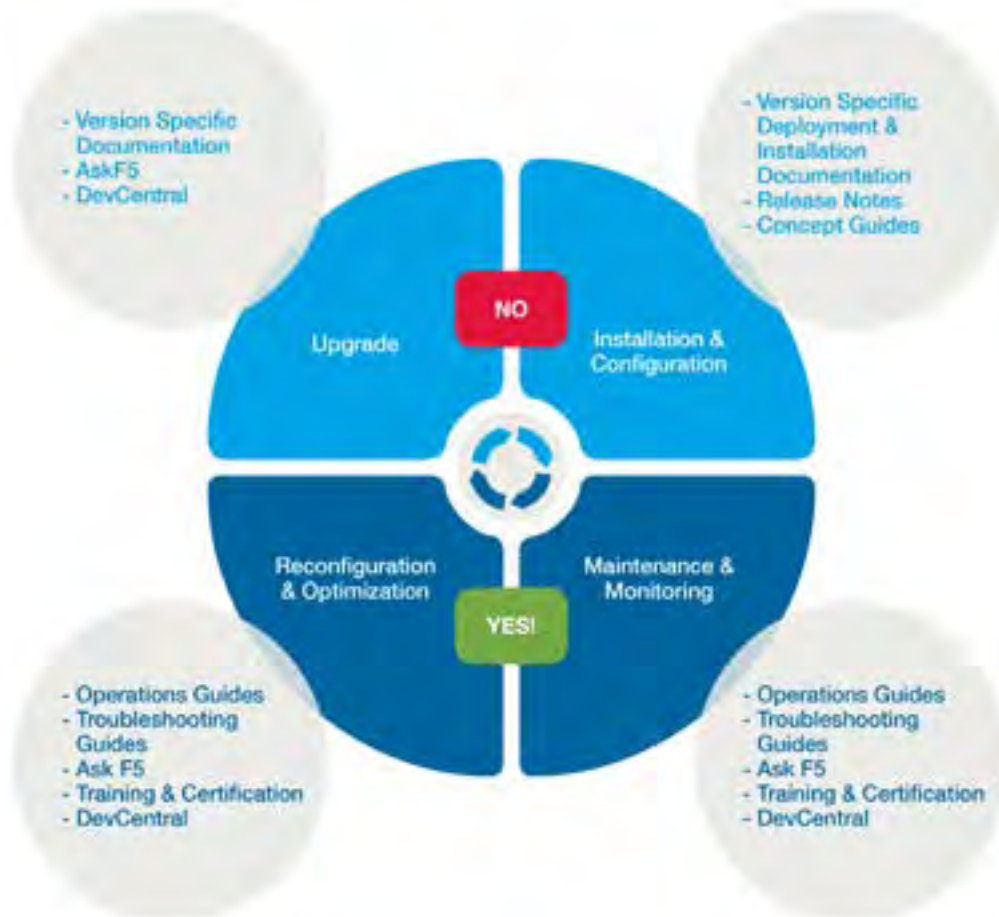 - Version Specific
Documentation
- AskF5
- DevCentral
- Version Specific
Deployment &
Installation
Documentation
- Release Notes
- Concept Guides
NO
Upgrade
Installation &
Configuration
Reconfiguration
& Optimization
Maintenance &
Monitoring
YES!
- Operations Guides
- Troubleshooting
Guides
- Ask F5
- Training & Certification
- DevCentral
- Operations Guides
- Troubleshooting
Guides
- Ask F5
- Training & Certification
- DevCentral